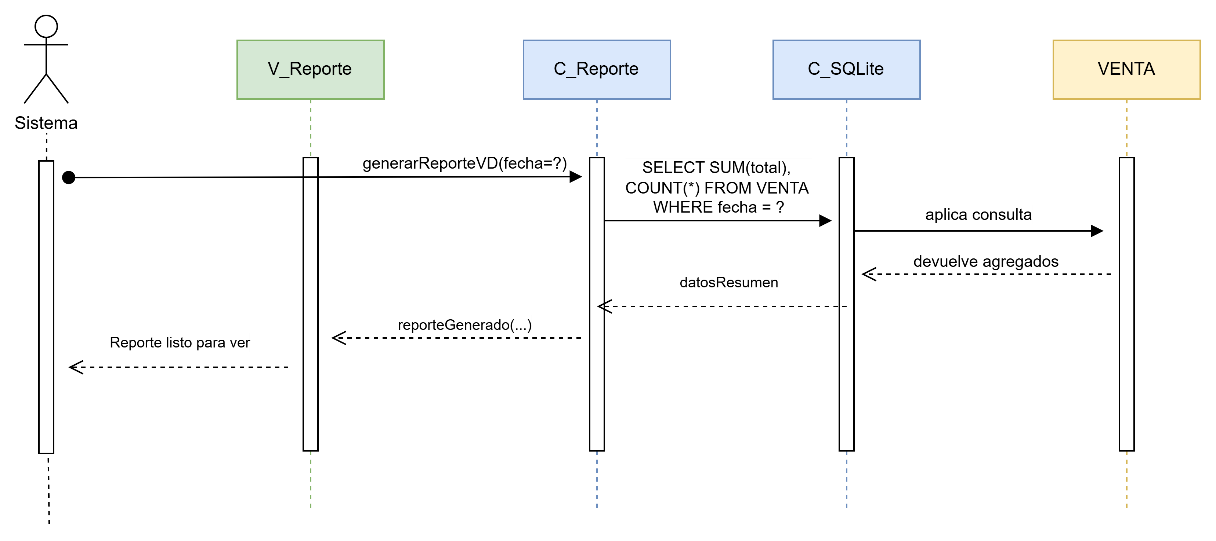 Sistema
V_Reporte
C_Reporte
C_SQLite
VENTA
generarReporteVD(fecha=?)
SELECT SUM(total),
COUNT(*) FROM VENTA
WHERE fecha = ?
aplica consulta
devuelve agregados
datosResumen
reporteGenerado(...)
Reporte listo para ver